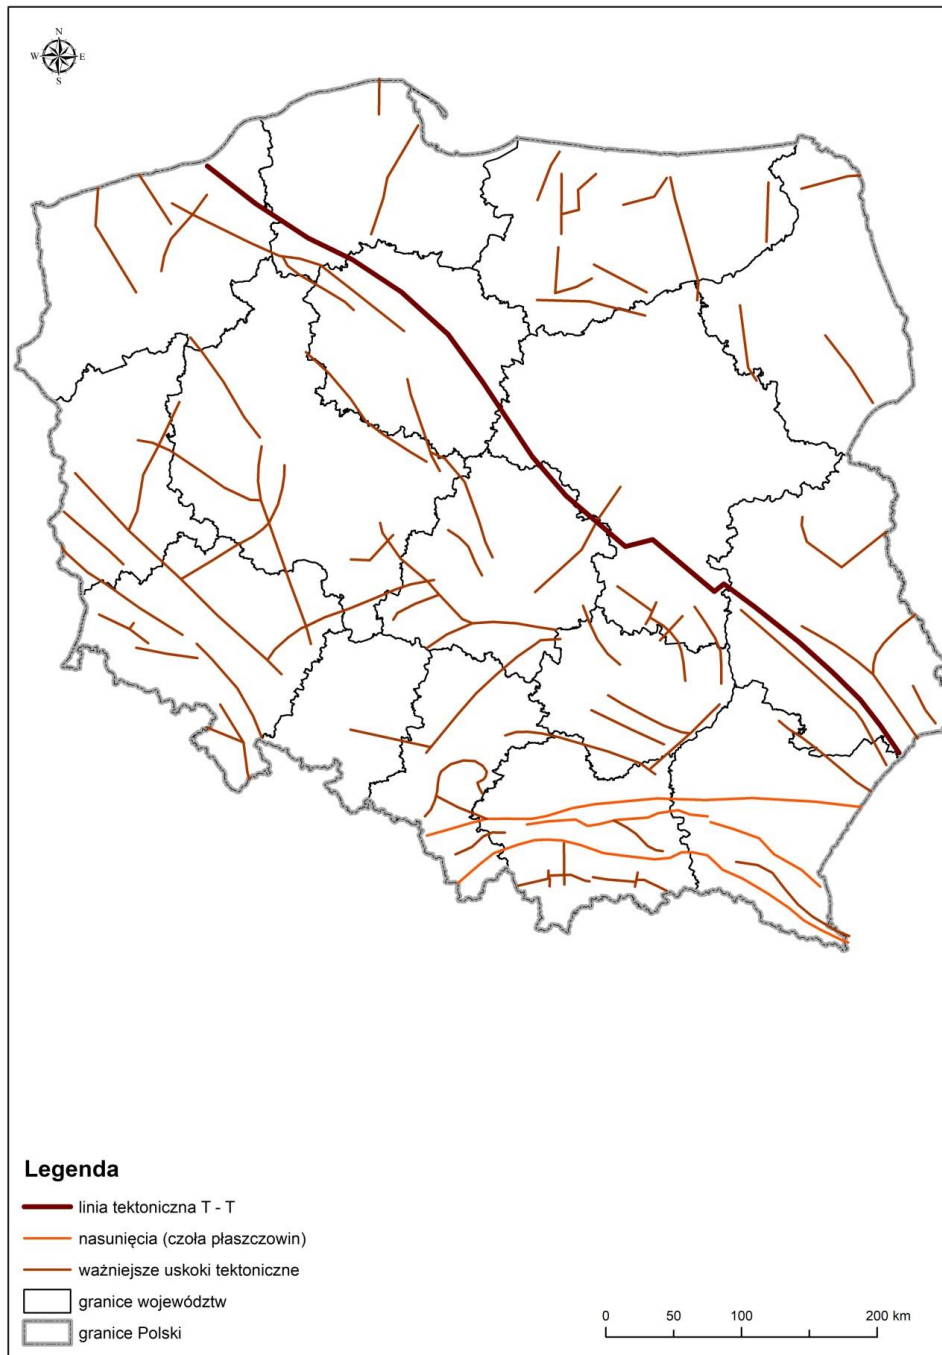 N
W E
S
Legenda
linia tektoniczna T - T
nasunięcia (czoła płaszczowin)
ważniejsze uskoki tektoniczne
granice województw
granice Polski
0 50 100 200 km